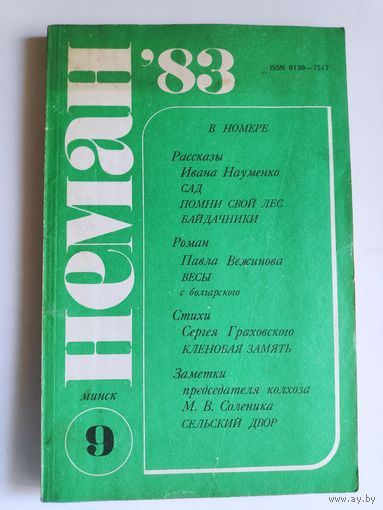 неман
'83
ISSN 0130—7517
В НОМЕРЕ
Рассказы
Ивана Науменко
САД
ПОМНИ СВОЙ ЛЕС
БАЙДАЧНИКИ
Роман
Павла Вежинова
ВЕСЫ
с болгарского
Стихи
Сергея Граховского
КЛЕНОВАЯ ЗАМЯТЬ
Заметки
председателя колхоза
М. В. Соленика
СЕЛЬСКИЙ ДВОР
МИНСК
9
www.ay.by